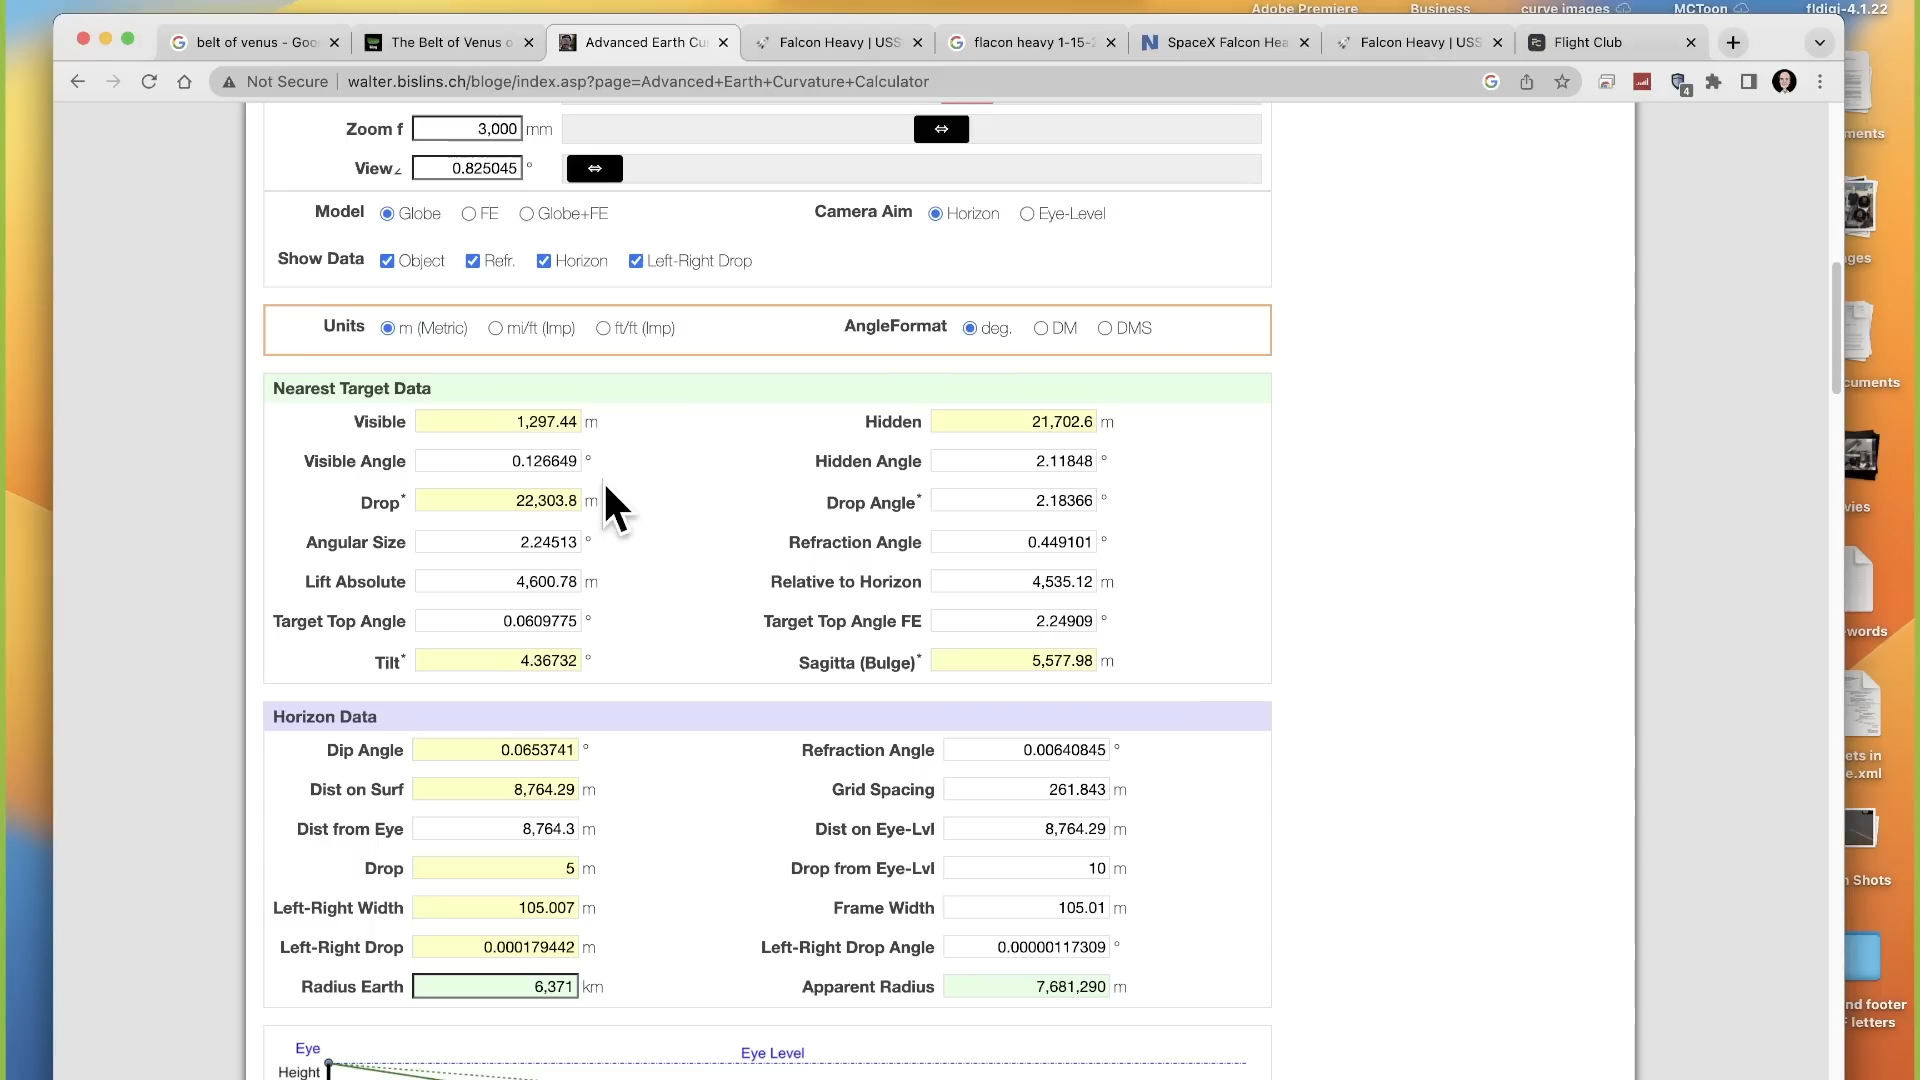 Adobe Premiere Business curve images MCToon fldigi-4.1.22
belt of venus - Goo The Belt of Venus o Advanced Earth Cu Falcon Heavy | USS flacon heavy 1-15-2 SpaceX Falcon Hea Falcon Heavy | USS Flight Club
Not Secure walter.bislins.ch/bloge/index.asp?page=Advanced+Earth+Curvature+Calculator
4
Zoom f 3,000 mm
View∠ 0.825045 °
Model Globe FE Globe+FE Camera Aim Horizon Eye-Level
Show Data Object Refr. Horizon Left-Right Drop
Units m (Metric) mi/ft (Imp) ft/ft (Imp) AngleFormat deg. DM DMS
Nearest Target Data
Visible 1,297.44 m Hidden 21,702.6 m
Visible Angle 0.126649 ° Hidden Angle 2.11848 °
Drop* 22,303.8 m Drop Angle* 2.18366 °
Angular Size 2.24513 ° Refraction Angle 0.449101 °
Lift Absolute 4,600.78 m Relative to Horizon 4,535.12 m
Target Top Angle 0.0609775 ° Target Top Angle FE 2.24909 °
Tilt* 4.36732 ° Sagitta (Bulge)* 5,577.98 m
Horizon Data
Dip Angle 0.0653741 ° Refraction Angle 0.00640845 °
Dist on Surf 8,764.29 m Grid Spacing 261.843 m
Dist from Eye 8,764.3 m Dist on Eye-Lvl 8,764.29 m
Drop 5 m Drop from Eye-Lvl 10 m
Left-Right Width 105.007 m Frame Width 105.01 m
Left-Right Drop 0.000179442 m Left-Right Drop Angle 0.00000117309 °
Radius Earth 6,371 km Apparent Radius 7,681,290 m
Eye Eye Level
Height
ments
ges
cuments
vies
words
ets in
e.xml
Shots
nd footer
letters